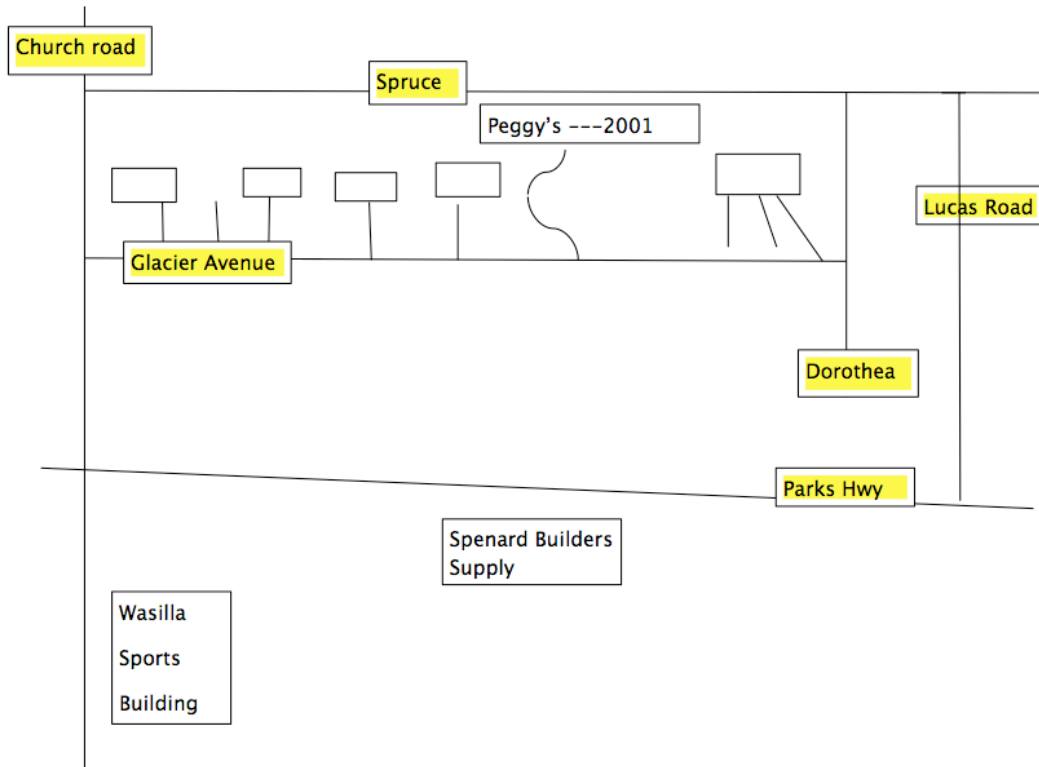 Church road
Spruce
Peggy's ---2001
Lucas Road
Glacier Avenue
Dorothea
Parks Hwy
Spenard Builders
Supply
Wasilla
Sports
Building